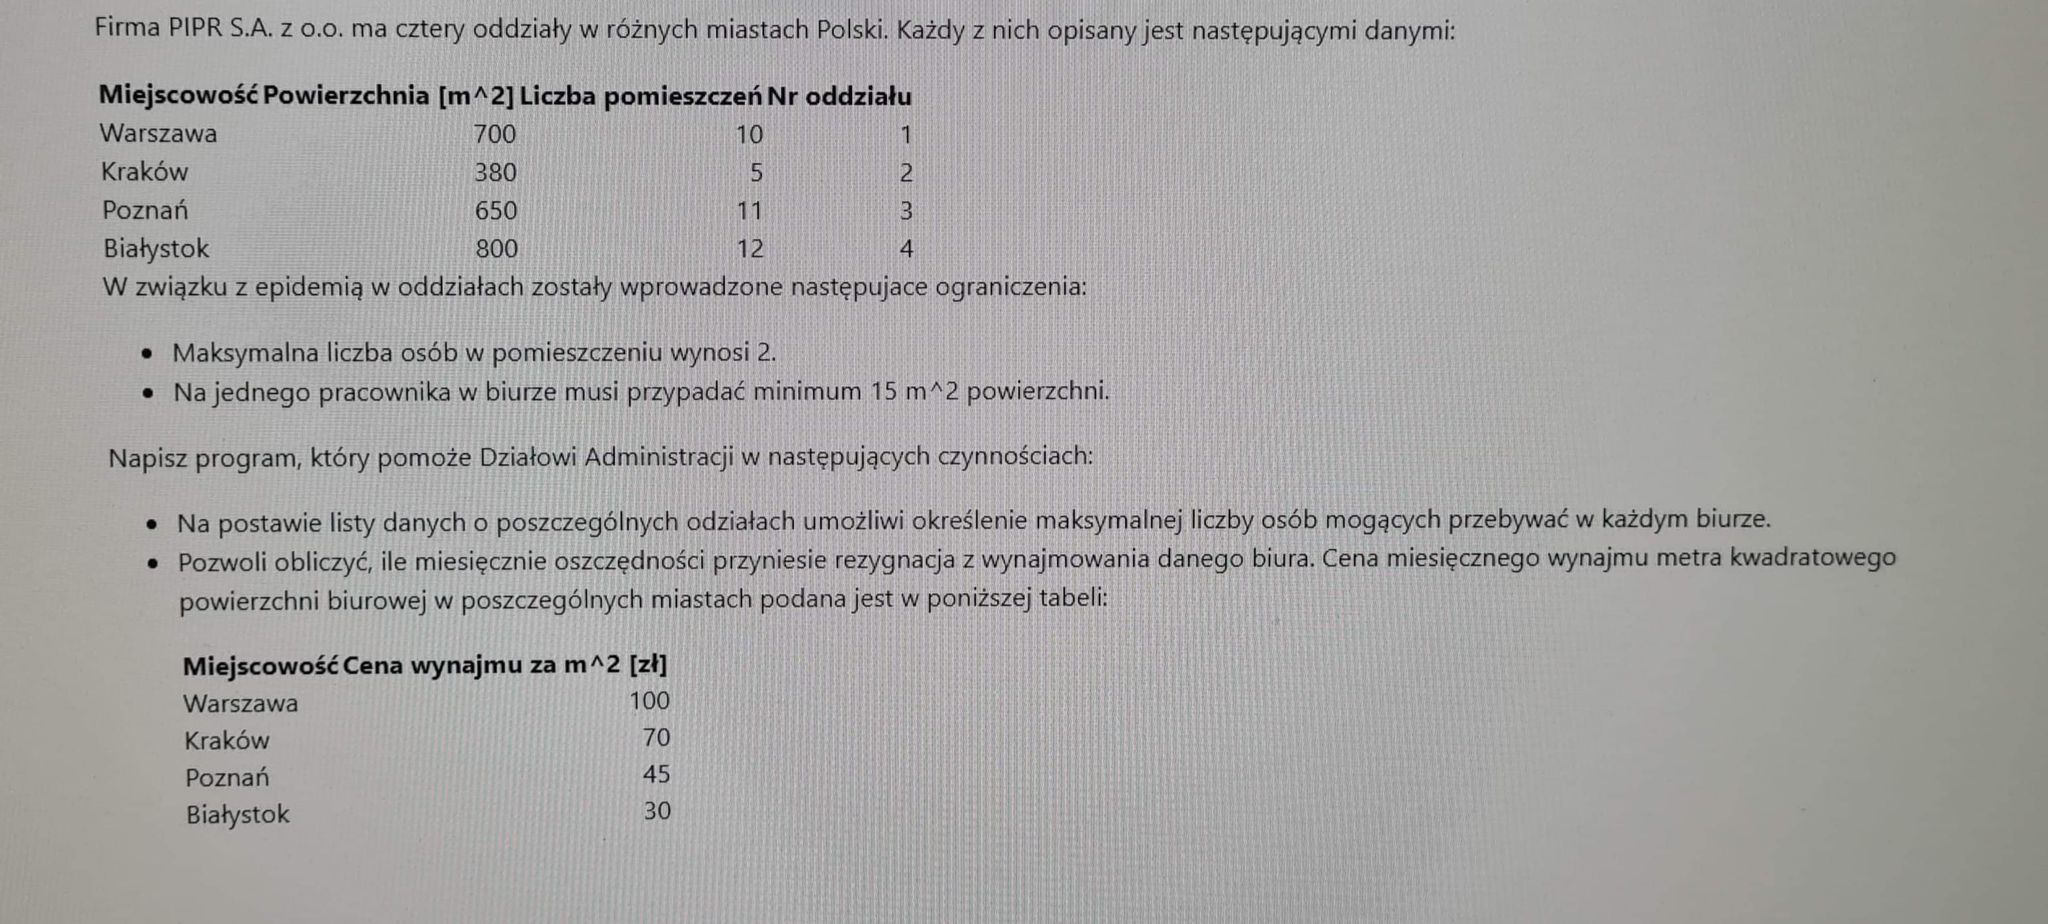 Firma PIPR S.A. z o.o. ma cztery oddziały w różnych miastach Polski. Każdy z nich opisany jest następującymi danymi:
Miejscowość Powierzchnia [m^2] Liczba pomieszczeń Nr oddziału
Warszawa 700 10 1
Kraków 380 5 2
Poznań 650 11 3
Białystok 800 12 4
W związku z epidemią w oddziałach zostały wprowadzone następujace ograniczenia:
• Maksymalna liczba osób w pomieszczeniu wynosi 2.
• Na jednego pracownika w biurze musi przypadać minimum 15 m^2 powierzchni.
Napisz program, który pomoże Działowi Administracji w następujących czynnościach:
• Na postawie listy danych o poszczególnych odziałach umożliwi określenie maksymalnej liczby osób mogących przebywać w każdym biurze.
• Pozwoli obliczyć, ile miesięcznie oszczędności przyniesie rezygnacja z wynajmowania danego biura. Cena miesięcznego wynajmu metra kwadratowego
powierzchni biurowej w poszczególnych miastach podana jest w poniższej tabeli:
Miejscowość Cena wynajmu za m^2 [zł]
Warszawa 100
Kraków 70
Poznań 45
Białystok 30